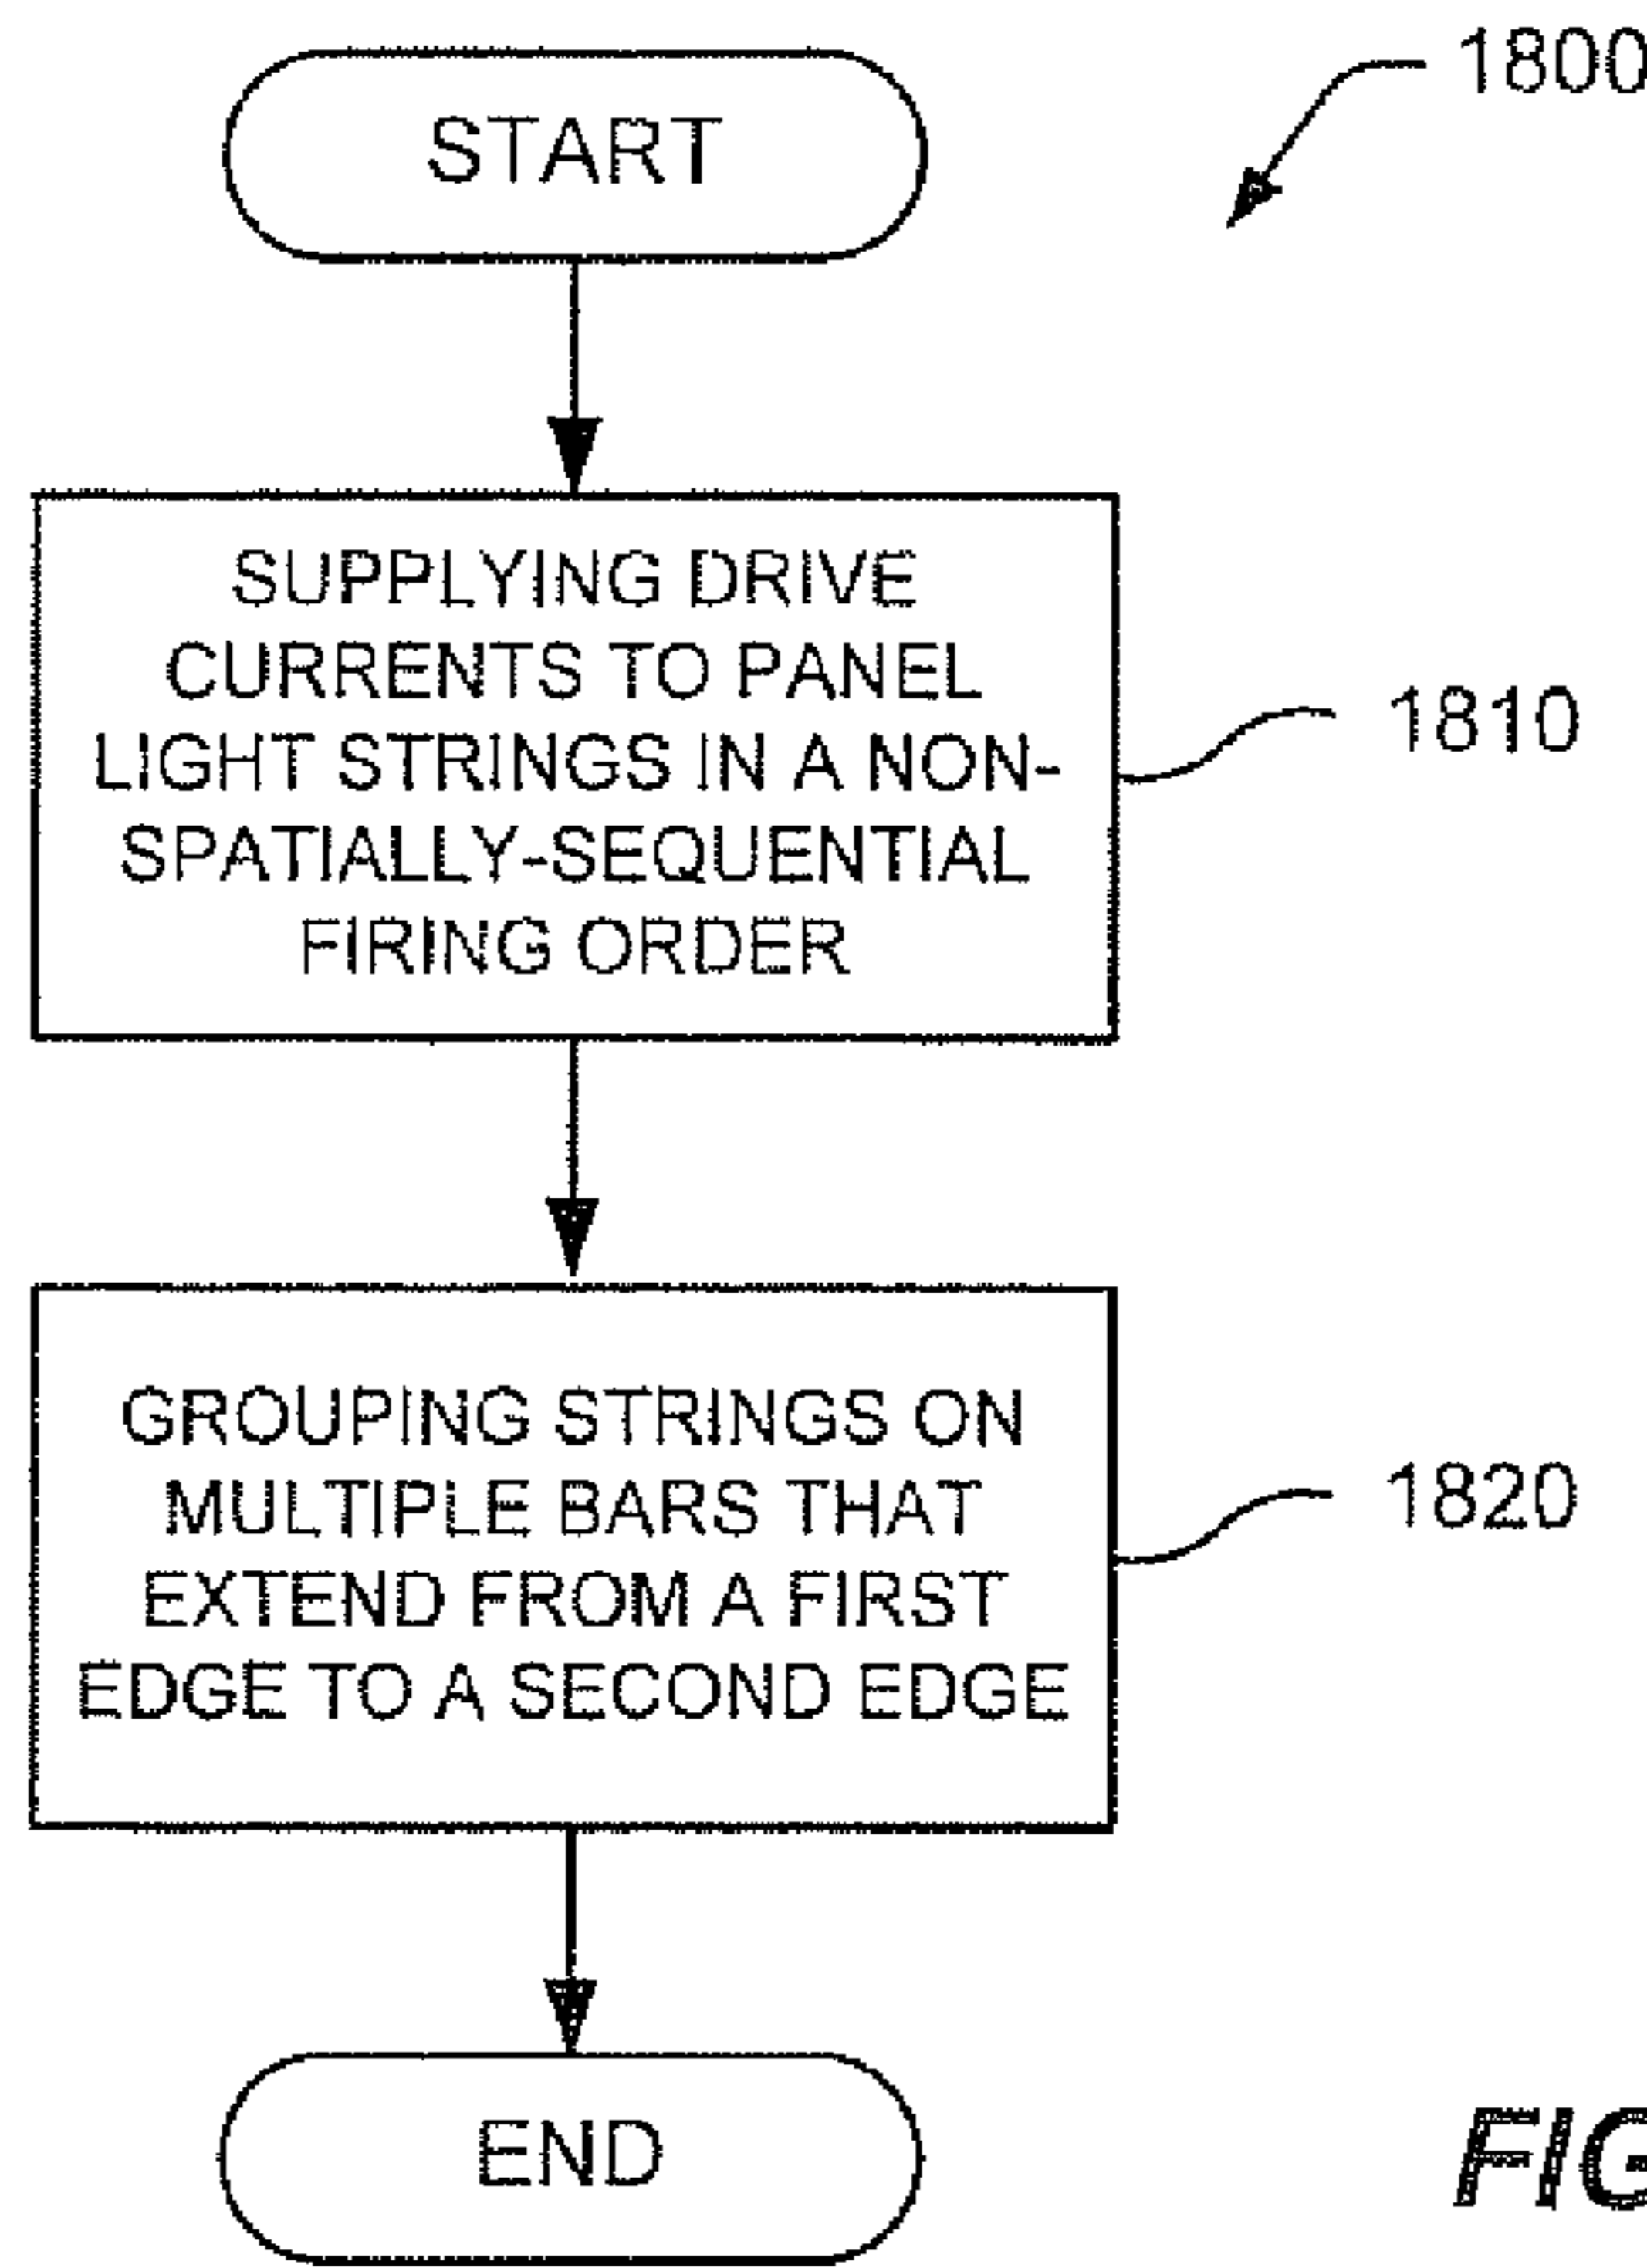 START
1800
SUPPLYING DRIVE
CURRENTS TO PANEL
LIGHT STRINGS IN A NON-
SPATIALLY-SEQUENTIAL
FIRING ORDER
1810
GROUPING STRINGS ON
MULTIPLE BARS THAT
EXTEND FROM A FIRST
EDGE TO A SECOND EDGE
1820
END
FIG